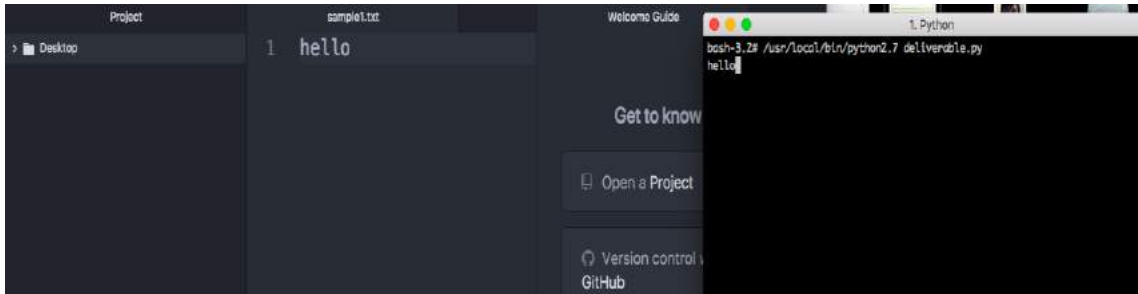 Project
Desktop
sample1.txt
1 hello
Welcome Guide
Get to know
Open a Project
Version control
GitHub
1. Python
bash-3.2# /usr/local/bin/python2.7 deliverable.py
hello